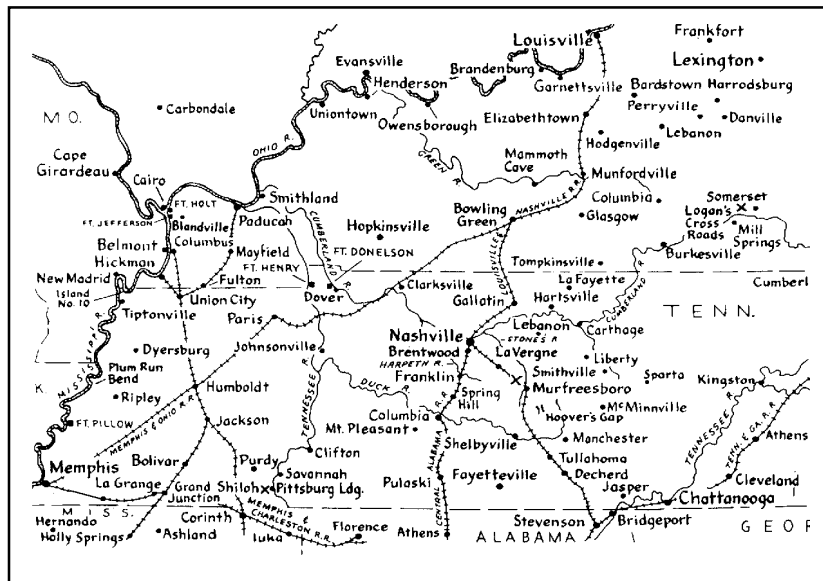 Louisville
Frankfort
Lexington
Evansville
Brandenburg
Garnettsville
Henderson
Bardstown
Harrodsburg
Carbondale
Uniontown
Perryville
Danville
MO.
Owensborough
Elizabethtown
Lebanon
OHIO R.
Hodgenville
Cape
Girardeau
GREEN R.
Mammoth
Cave
Munfordville
Cairo
FT. HOLT
Smithland
NASHVILLE R.R.
Columbia
Somerset
FT. JEFFERSON
Blandville
Paducah
CUMBERLAND R.
Hopkinsville
Bowling
Green
Glasgow
Logan's
Cross
Roads
Mill
Springs
Belmont
Columbus
Mayfield
FT. DONELSON
LOUISVILLE
Burkesville
Hickman
FT. HENRY
Tompkinsville
New Madrid
Fulton
Clarksville
La Fayette
Cumberl
Island
No. 10
Union City
Dover
Gallatin
Hartsville
CUMBERLAND R.
TENN.
Tiptonville
Paris
Nashville
Lebanon
Carthage
MISSISSIPPI R.
Dyersburg
Johnsonville
Brentwood
STONES R.
La Vergne
Liberty
Plum Run
Bend
HARPETH R.
Smithville
Sparta
Kingston
K.
Ripley
Humboldt
DUCK R.
Franklin
Murfreesboro
MEMPHIS & OHIO R.R.
TENNESSEE R.
Spring
Hill
McMinnville
Hoover's Gap
FT. PILLOW
Jackson
Columbia
R.R.
TENNESSEE R.
Mt. Pleasant
Shelbyville
Manchester
TENN. & GA. R.R.
Athens
Bolivar
Purdy
Clifton
ALABAMA
Tullahoma
Memphis
Savannah
Pulaski
Fayetteville
Decherd
Cleveland
La Grange
Grand
Junction
Shiloh
Pittsburg Ldg.
CENTRAL
Jasper
Chattanooga
MISS.
MEMPHIS &
CHARLESTON R.R.
Hernando
Corinth
Florence
Stevenson
Bridgeport
Holly Springs
Ashland
Iuka
Athens
ALABAMA
GEOR